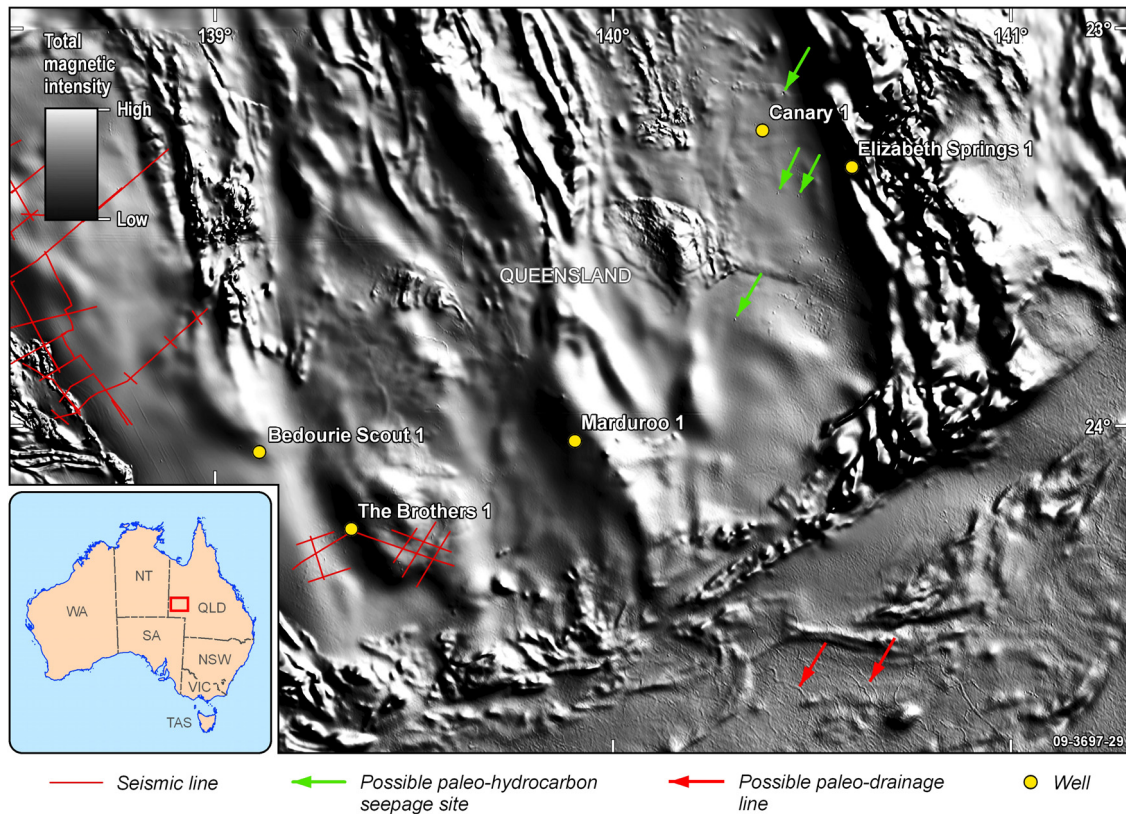 139°
140°
141°
23°
Total
magnetic
intensity
High
Low
Canary 1
Elizabeth Springs 1
QUEENSLAND
24°
Bedourie Scout 1
Marduroo 1
The Brothers 1
NT
WA
QLD
SA
NSW
VIC
TAS
09-3697-29
Seismic line
Possible paleo-hydrocarbon
seepage site
Possible paleo-drainage
line
Well